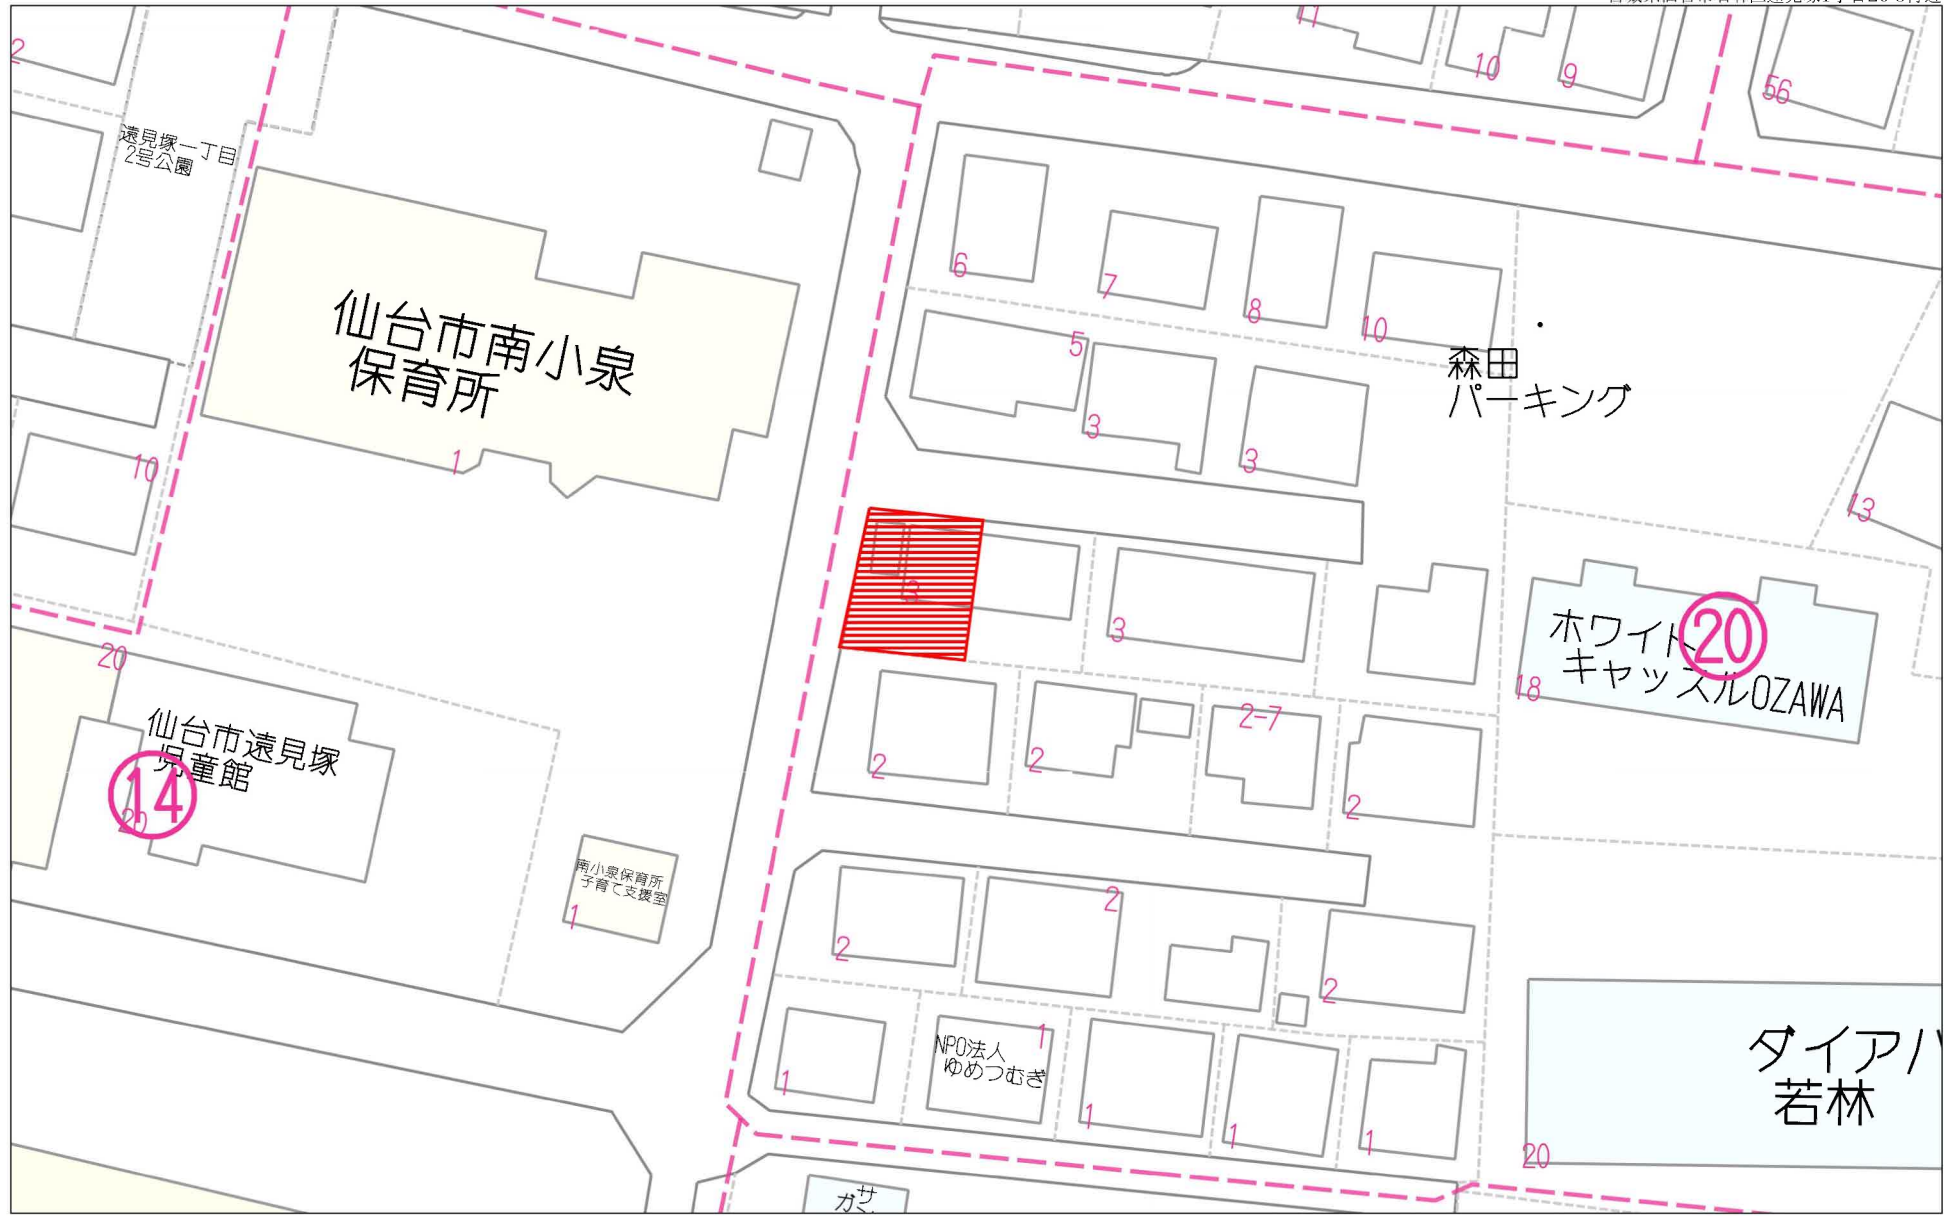 2
11
10
9
56
遠見塚一丁目
2号公園
6
7
8
10
仙台市南小泉
保育所
5
森田
パーキング
3
3
10
1
13
3
3
ホワイト
キャッスルOZAWA
20
18
20
仙台市遠見塚
児童館
14
20
2
2
2-7
2
南小泉保育所
子育て支援室
1
2
2
2
NPO法人
ゆめつむぎ
1
1
1
1
1
ダイアパ
若林
20